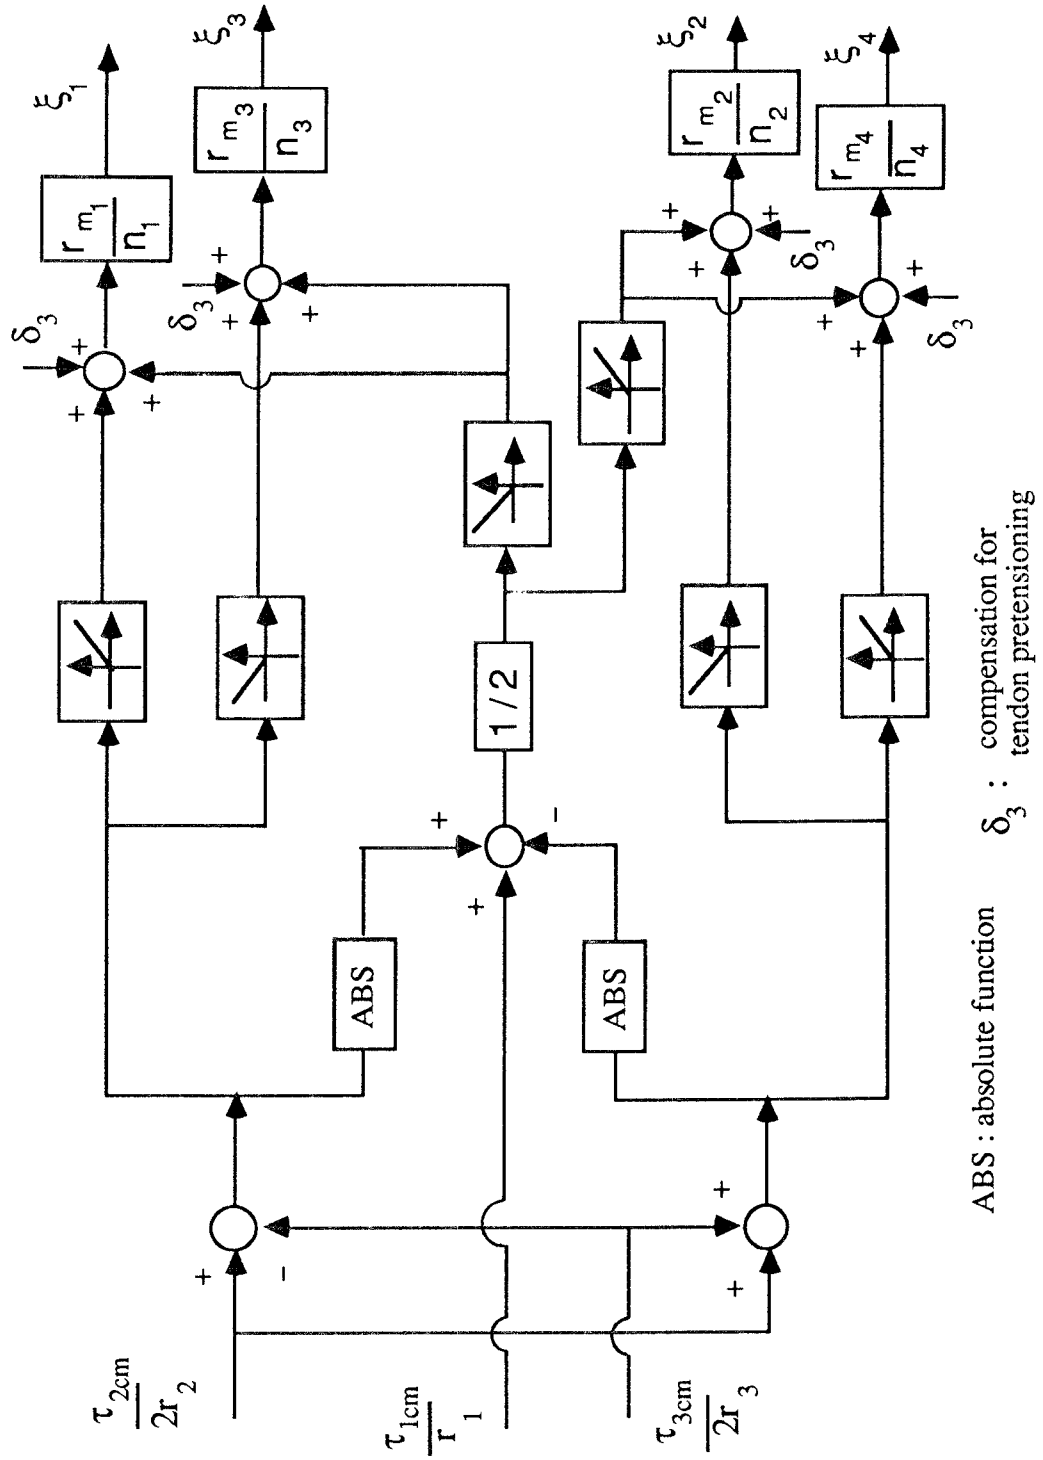 ξ1
ξ3
ξ2
ξ4
r m1
n1
r m3
n3
r m2
n2
r m4
n4
δ3
+
+
+
δ3
+
+
+
+
+
+
δ3
+
+
+
δ3
1 / 2
+
+
-
ABS
ABS
+
-
+
+
τ2cm
2r2
τ1cm
r1
τ3cm
2r3
ABS : absolute function
δ3 : compensation for
tendon pretensioning